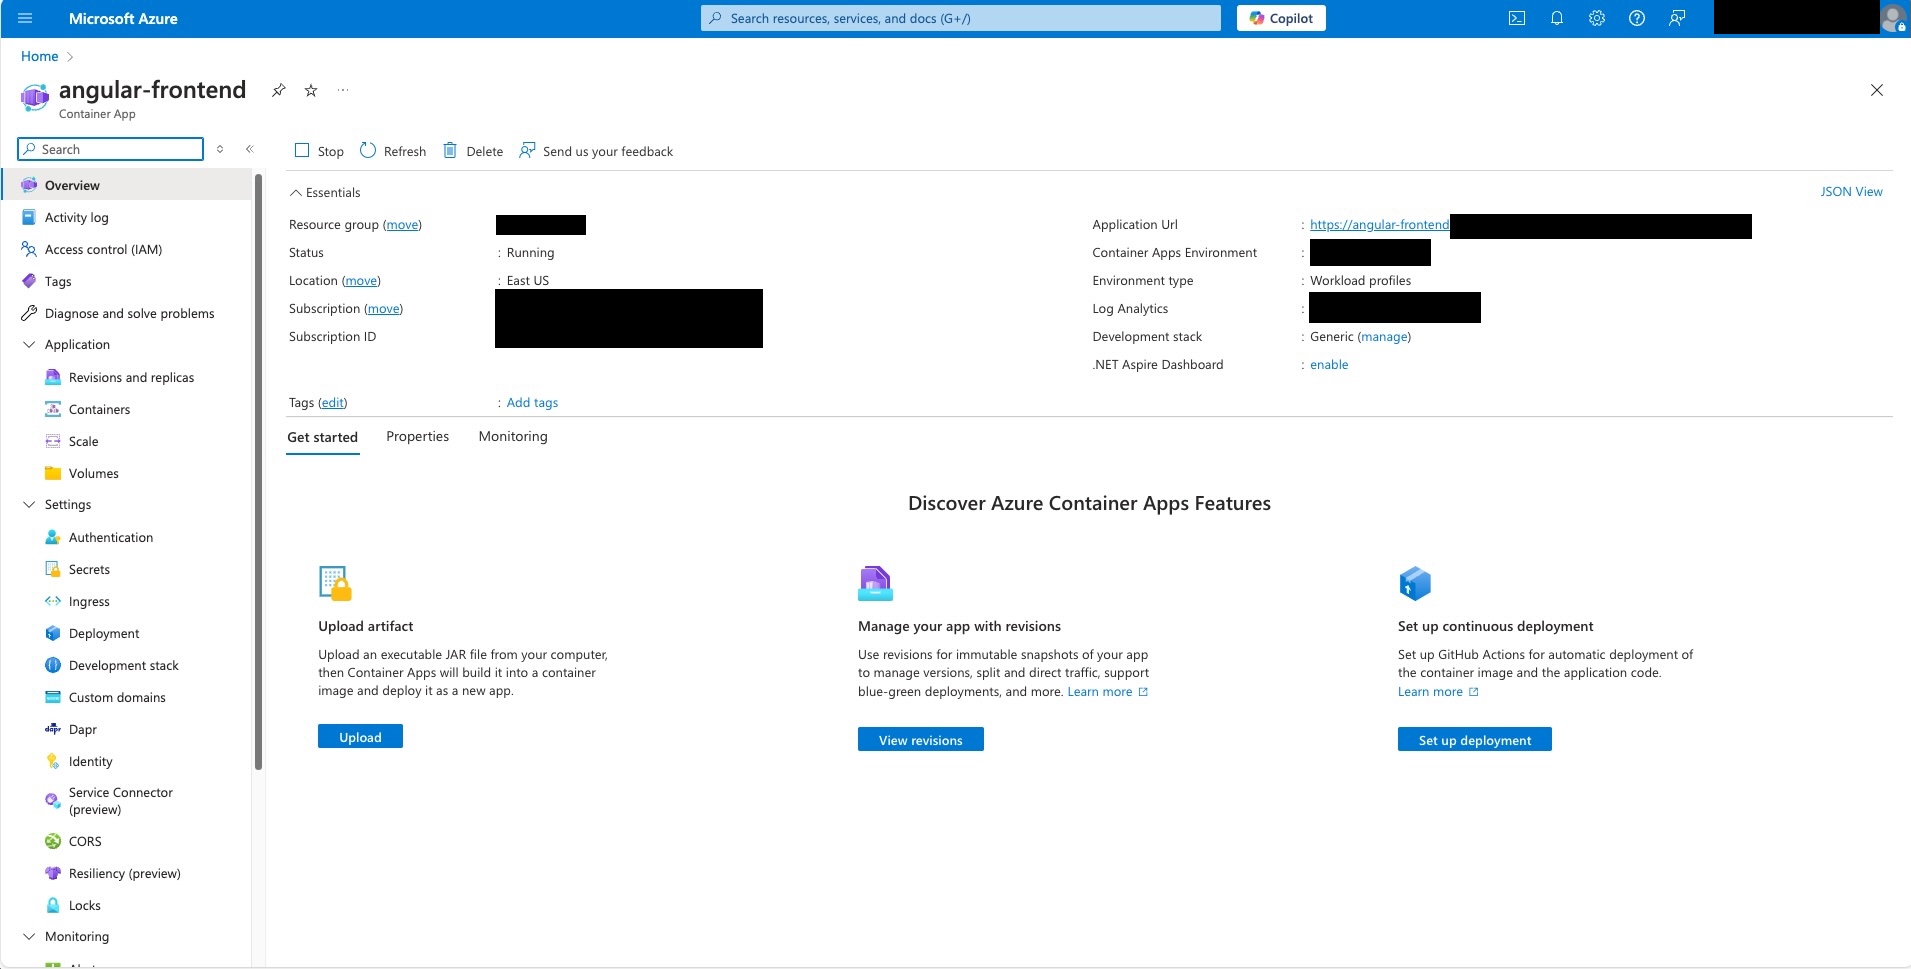 Microsoft Azure
Search resources, services, and docs (G+/)
Copilot
Home
angular-frontend
Container App
Search
Stop
Refresh
Delete
Send us your feedback
Overview
Activity log
Access control (IAM)
Tags
Diagnose and solve problems
Application
Revisions and replicas
Containers
Scale
Volumes
Settings
Authentication
Secrets
Ingress
Deployment
Development stack
Custom domains
Dapr
Identity
Service Connector
(preview)
CORS
Resiliency (preview)
Locks
Monitoring
Essentials
JSON View
Resource group (move)
Status : Running
Location (move) : East US
Subscription (move)
Subscription ID
Application Url : https://angular-frontend
Container Apps Environment :
Environment type : Workload profiles
Log Analytics :
Development stack : Generic (manage)
.NET Aspire Dashboard : enable
Tags (edit) : Add tags
Get started
Properties
Monitoring
Discover Azure Container Apps Features
Upload artifact
Upload an executable JAR file from your computer,
then Container Apps will build it into a container
image and deploy it as a new app.
Upload
Manage your app with revisions
Use revisions for immutable snapshots of your app
to manage versions, split and direct traffic, support
blue-green deployments, and more. Learn more
View revisions
Set up continuous deployment
Set up GitHub Actions for automatic deployment of
the container image and the application code.
Learn more
Set up deployment